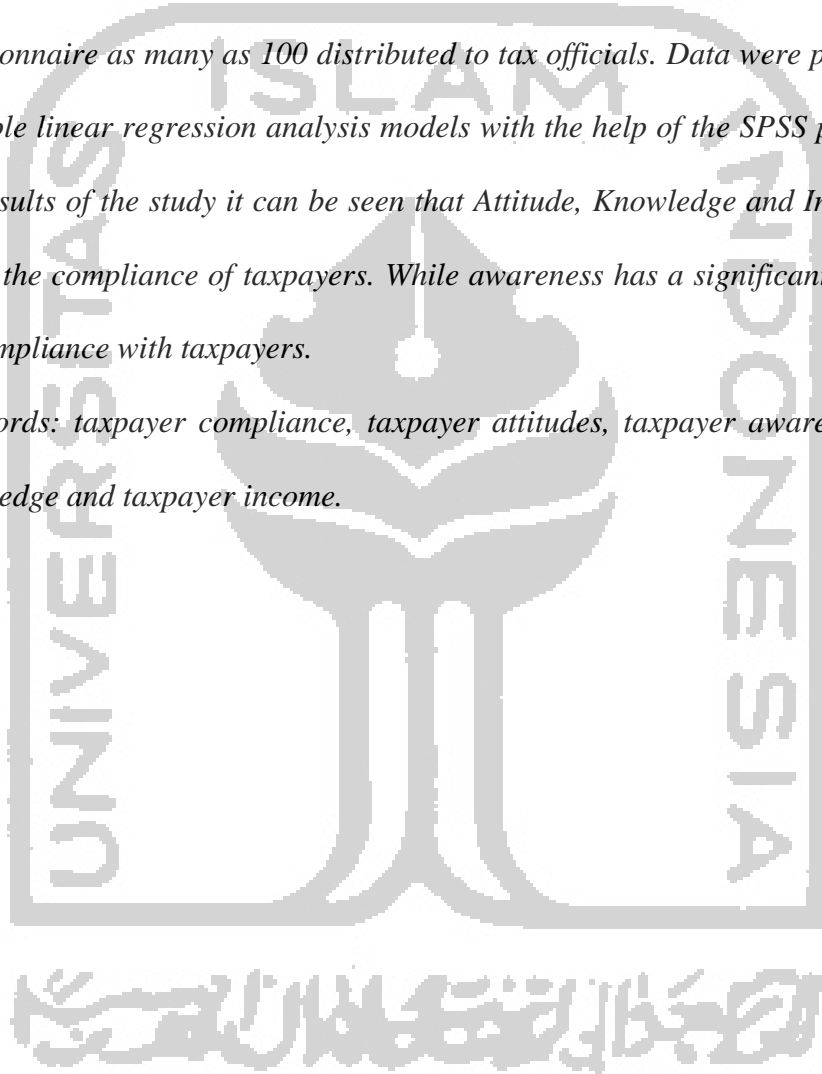 onnaire as many as 100 distributed to tax officials. Data were p
ple linear regression analysis models with the help of the SPSS p
sults of the study it can be seen that Attitude, Knowledge and In
the compliance of taxpayers. While awareness has a significan
mpliance with taxpayers.
ords: taxpayer compliance, taxpayer attitudes, taxpayer aware
edge and taxpayer income.
ISLAM
UNIVERSITAS
INDONESIA